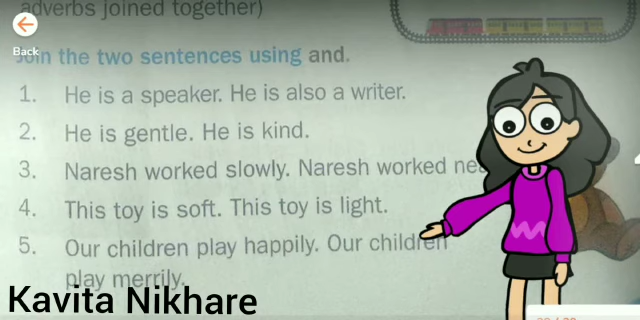 adverbs joined together)
Back
Join the two sentences using and.
1. He is a speaker. He is also a writer.
2. He is gentle. He is kind.
3. Naresh worked slowly. Naresh worked
4. This toy is soft. This toy is light.
5. Our children play happily. Our children
play merrily.
Kavita Nikhare